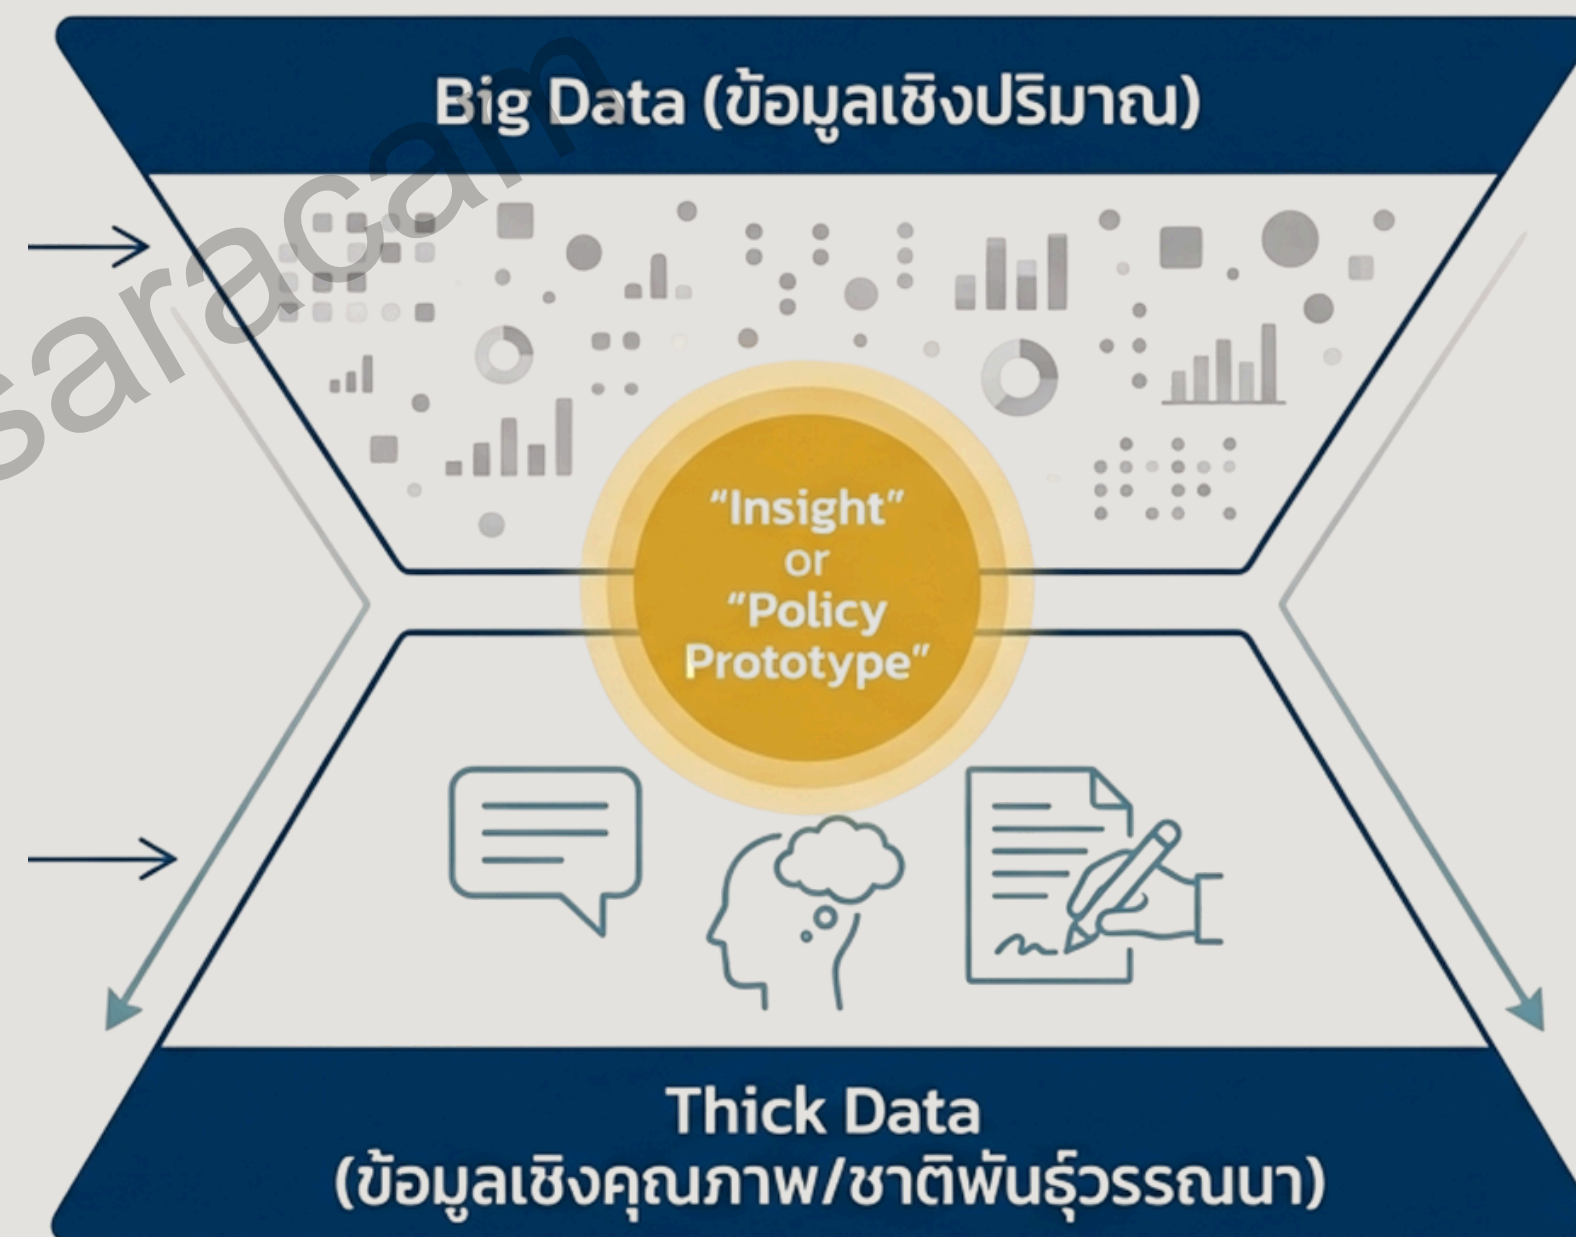 Big Data (ข้อมูลเชิงปริมาณ)
saracam
“Insight”
or
“Policy
Prototype”
Thick Data
(ข้อมูลเชิงคุณภาพ/ชาติพันธุ์วรรณนา)